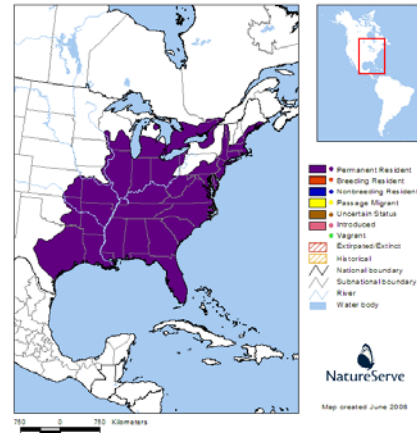 Permanent Resident
Breeding Resident
Nonbreeding Resident
Passage Migrant
Uncertain Status
Introduced
Vagrant
Extirpated/Extinct
Historical
National boundary
Subnational boundary
River
Water body
NatureServe
Map created June 2006
750 0 750 Kilometers